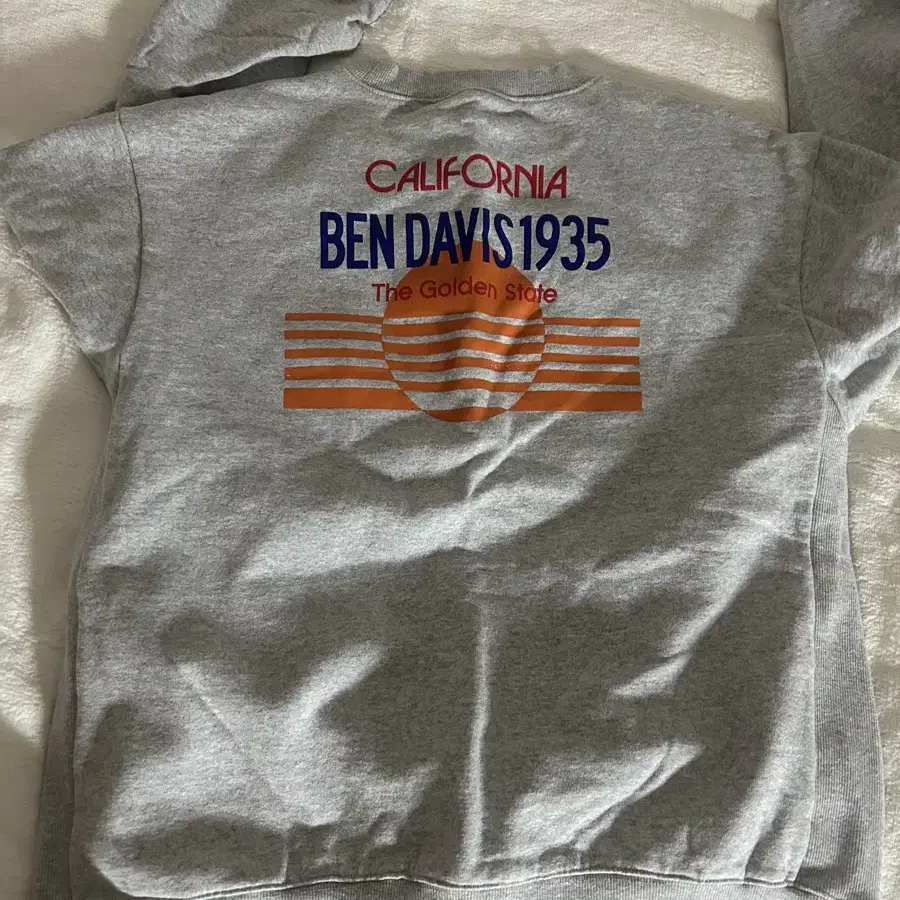 CALIFORNIA
BEN DAVIS 1935
The Golden State